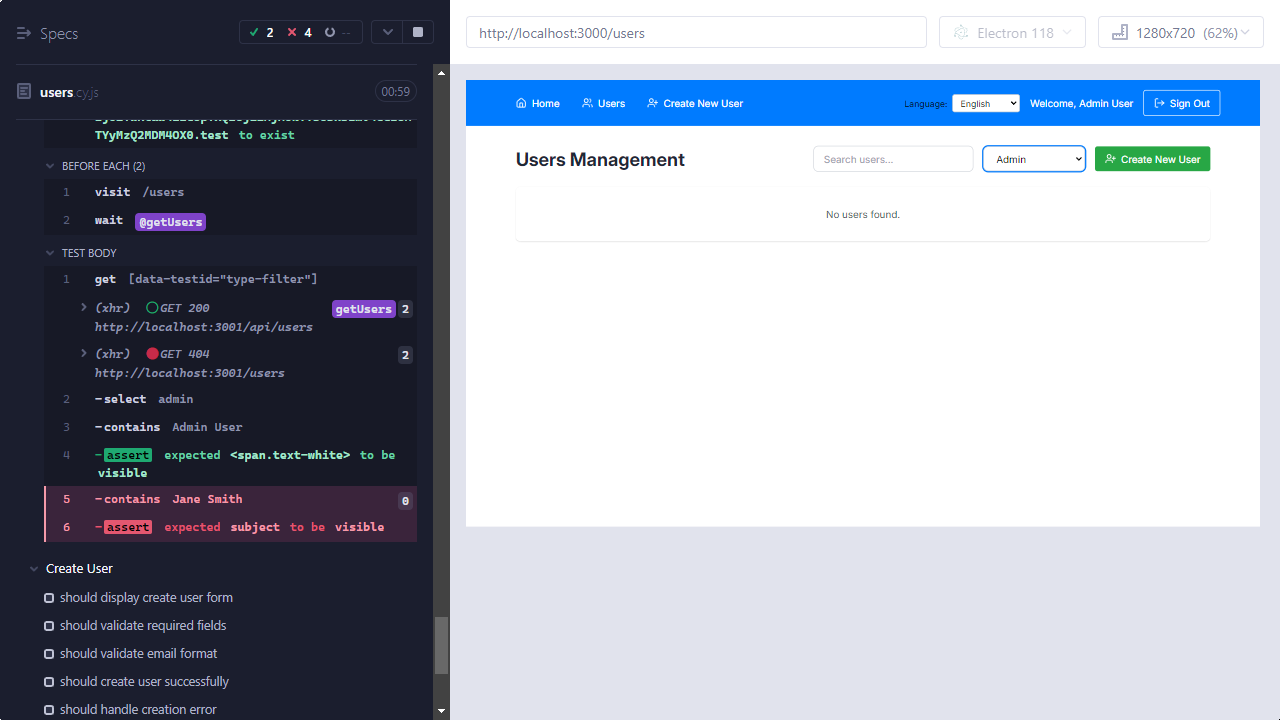 Specs
2
4
--
users.cy.js
00:59
TYyMzQ2MDM4OX0.test to exist
BEFORE EACH (2)
1 visit /users
2 wait @getUsers
TEST BODY
1 get [data-testid="type-filter"]
(xhr) GET 200 getUsers 2
http://localhost:3001/api/users
(xhr) GET 404 2
http://localhost:3001/users
2 -select admin
3 -contains Admin User
4 -assert expected <span.text-white> to be
visible
5 -contains Jane Smith 0
6 -assert expected subject to be visible
Create User
should display create user form
should validate required fields
should validate email format
should create user successfully
should handle creation error
http://localhost:3000/users
Electron 118
1280x720 (62%)
Home
Users
Create New User
Language:
English
Welcome, Admin User
Sign Out
Users Management
Search users...
Admin
Create New User
No users found.